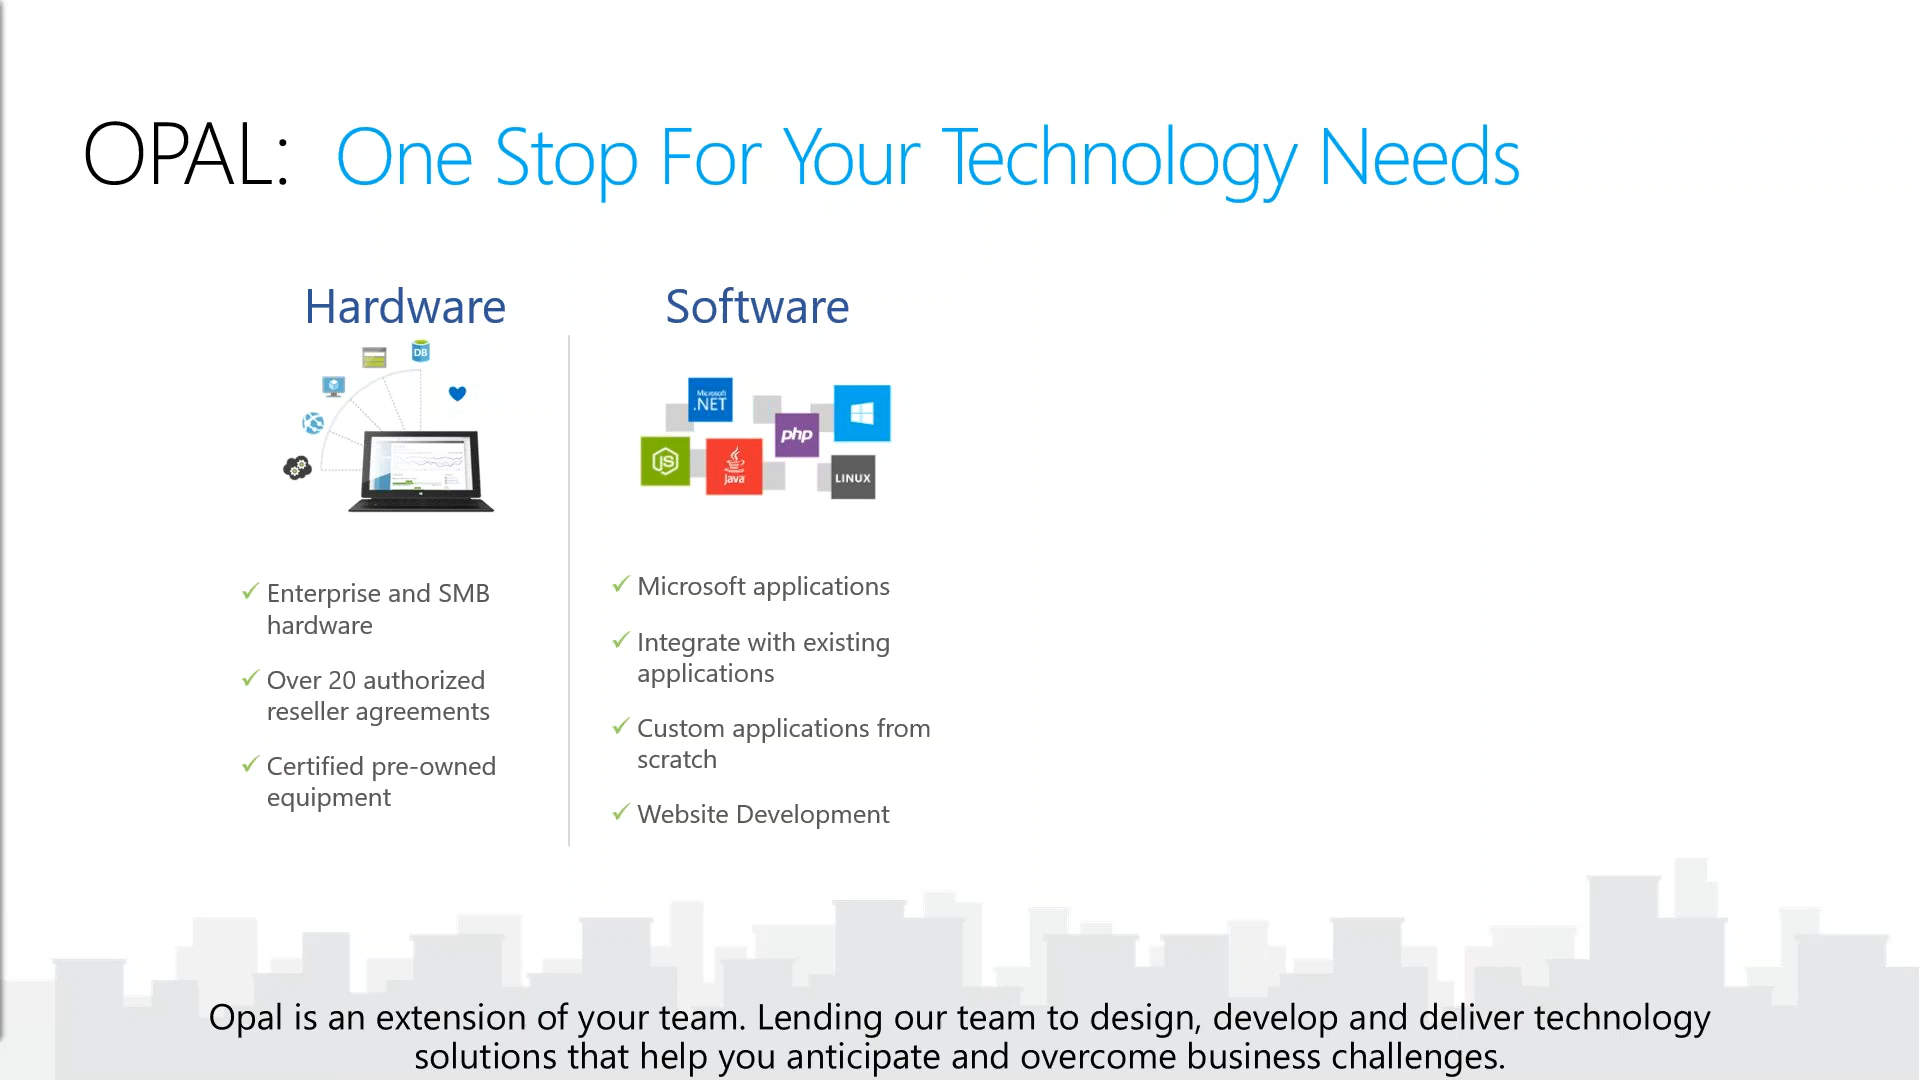 OPAL: One Stop For Your Technology Needs
Hardware
DB
Enterprise and SMB
hardware
Over 20 authorized
reseller agreements
Certified pre-owned
equipment
Software
Microsoft
.NET
php
JS
Java
LINUX
Microsoft applications
Integrate with existing
applications
Custom applications from
scratch
Website Development
Opal is an extension of your team. Lending our team to design, develop and deliver technology
solutions that help you anticipate and overcome business challenges.